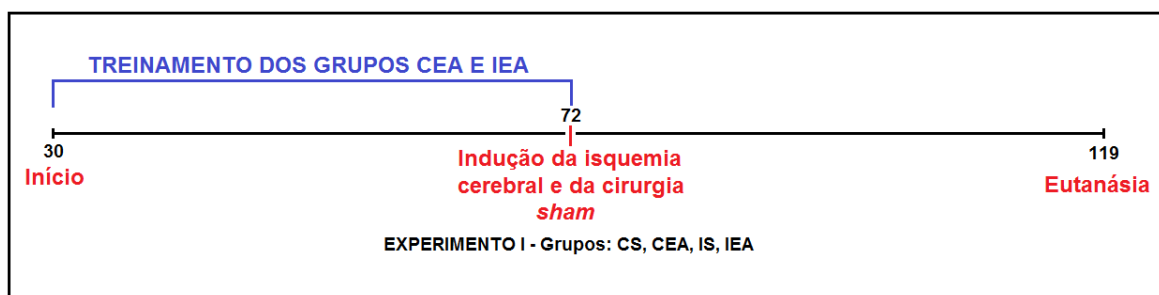 TREINAMENTO DOS GRUPOS CEA E IEA
72
30
119
Início
Indução da isquemia
cerebral e da cirurgia
sham
Eutanásia
EXPERIMENTO I - Grupos: CS, CEA, IS, IEA